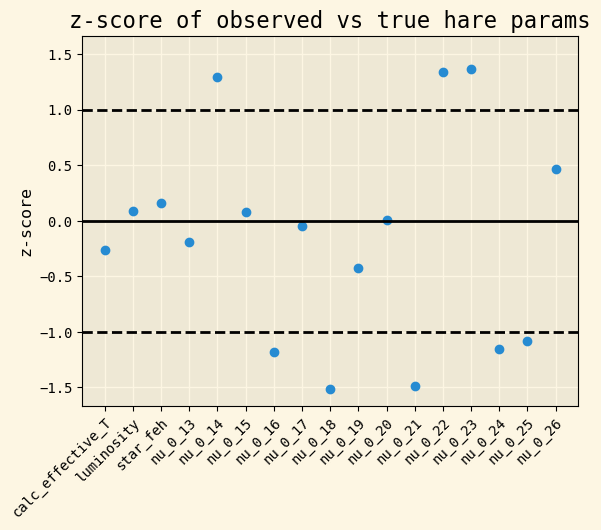 z-score of observed vs true hare params
z-score
1.5
1.0
0.5
0.0
−0.5
−1.0
−1.5
calc_effective_T
luminosity
star_feh
nu_0_13
nu_0_14
nu_0_15
nu_0_16
nu_0_17
nu_0_18
nu_0_19
nu_0_20
nu_0_21
nu_0_22
nu_0_23
nu_0_24
nu_0_25
nu_0_26